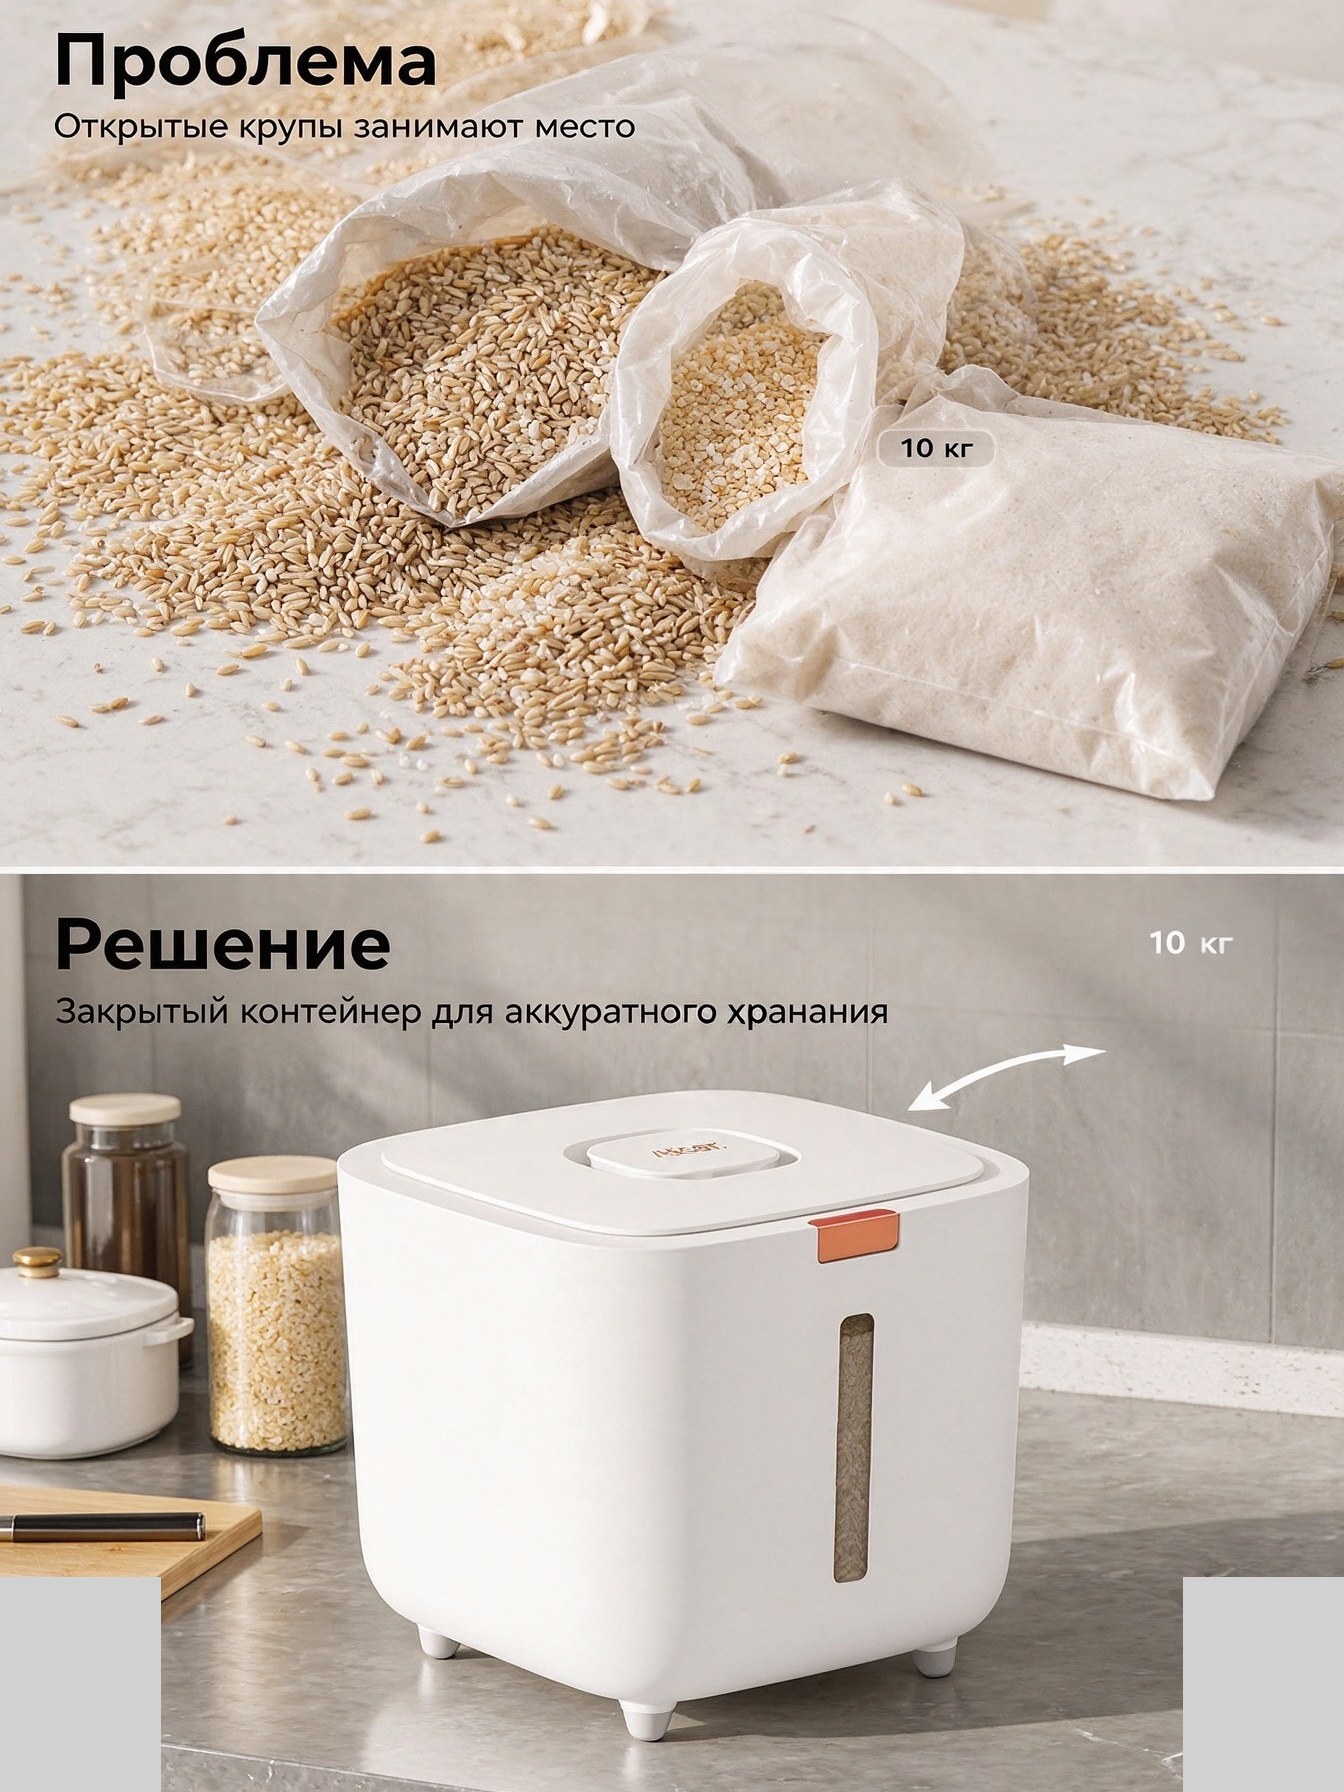 Проблема
Открытые крупы занимают место
10 кг
Решение
10 кг
Закрытый контейнер для аккуратного хранания